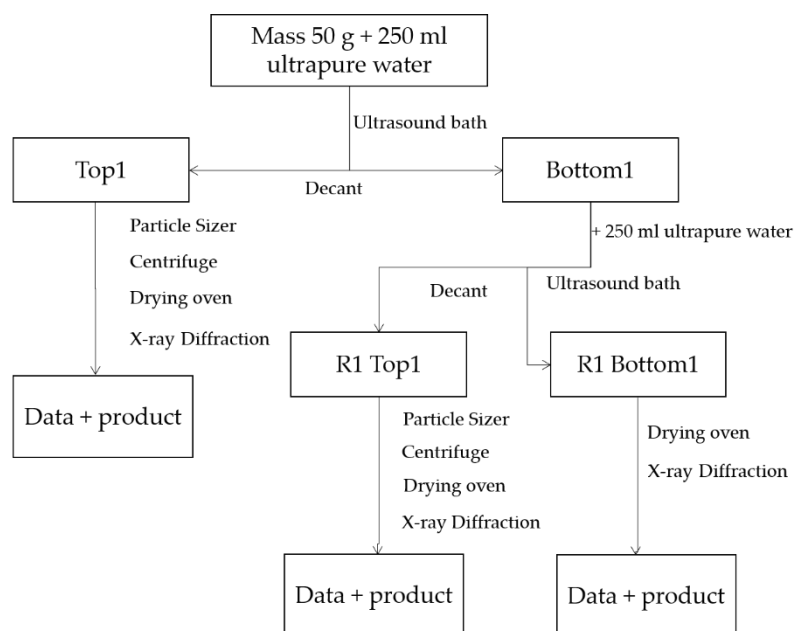 Mass 50 g + 250 ml
ultrapure water
Ultrasound bath
Top1
Decant
Bottom1
Particle Sizer
Centrifuge
Drying oven
X-ray Diffraction
+ 250 ml ultrapure water
Decant
Ultrasound bath
R1 Top1
R1 Bottom1
Data + product
Particle Sizer
Centrifuge
Drying oven
X-ray Diffraction
Drying oven
X-ray Diffraction
Data + product
Data + product